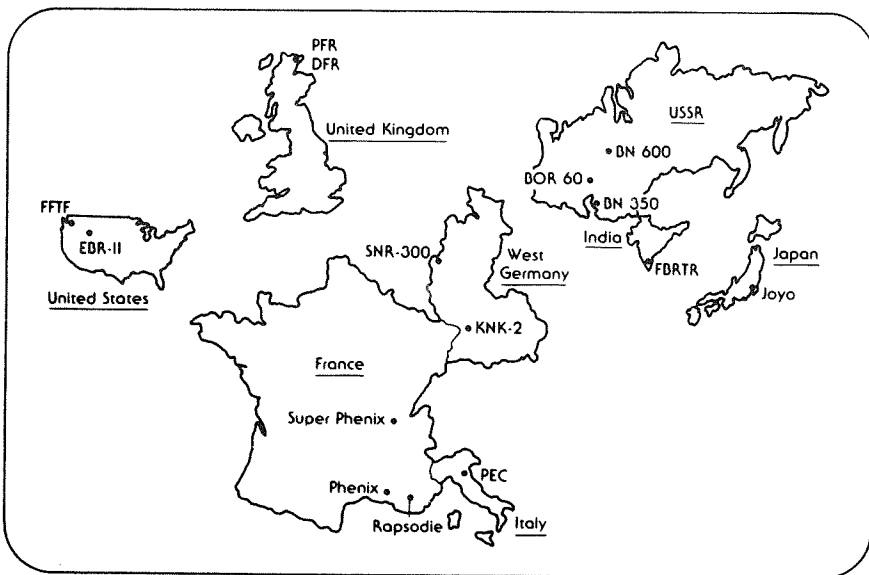 PFR
DFR
United Kingdom
USSR
BN 600
BOR 60
BN 350
FFTF
EBR-II
United States
SNR-300
West
Germany
India
FBRTR
Japan
Joyo
KNK-2
France
Super Phenix
Phenix
Rapsodie
PEC
Italy